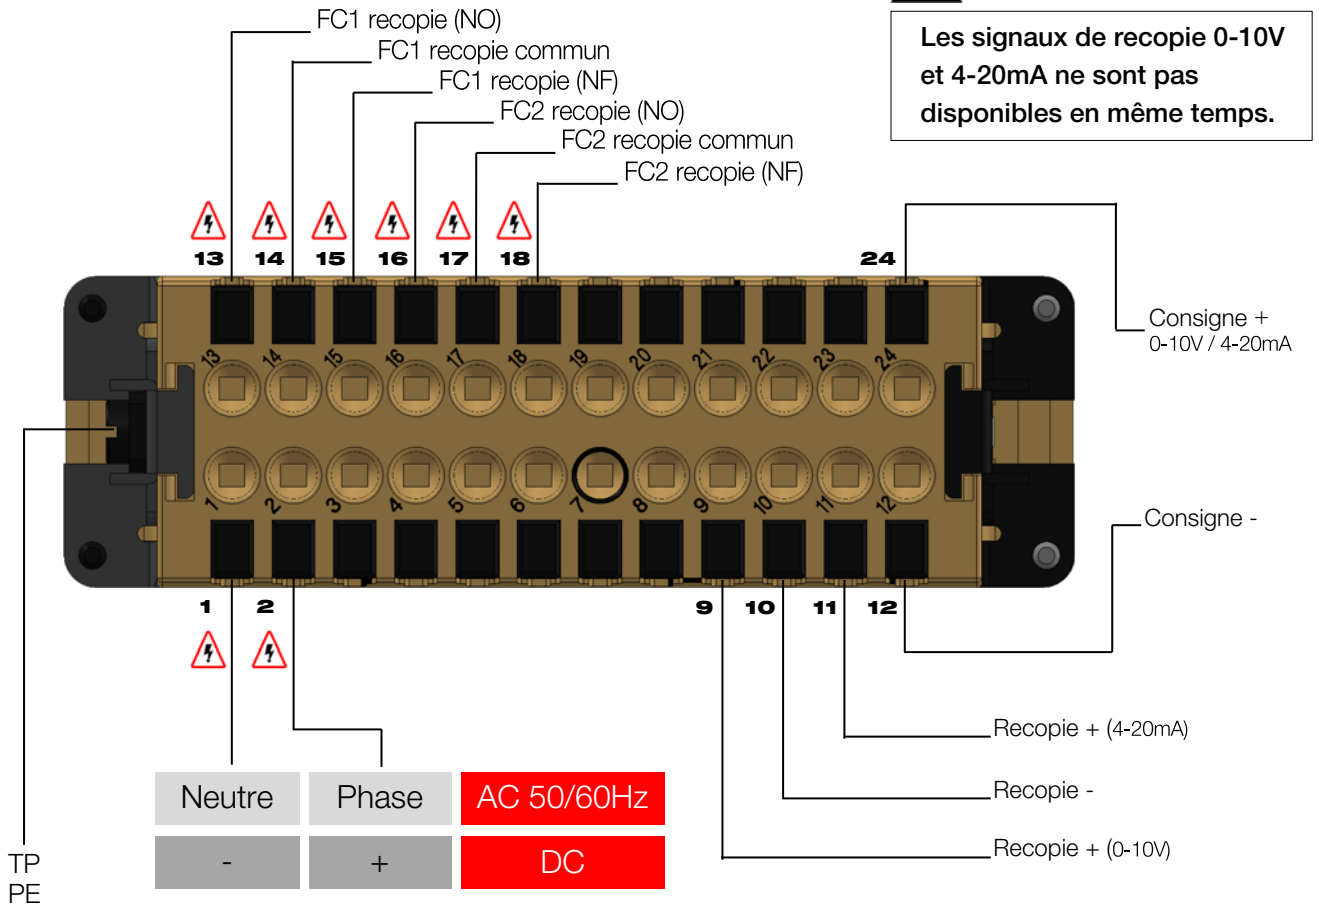 FC1 recopie (NO)
FC1 recopie commun
FC1 recopie (NF)
FC2 recopie (NO)
FC2 recopie commun
FC2 recopie (NF)
Les signaux de recopie 0-10V
et 4-20mA ne sont pas
disponibles en même temps.
13 14 15 16 17 18 24
13 14 15 16 17 18 19 20 21 22 23 24
Consigne +
0-10V / 4-20mA
1 2 3 4 5 6 7 8 9 10 11 12
Consigne -
1 2 9 10 11 12
Recopie + (4-20mA)
Recopie -
Recopie + (0-10V)
Neutre Phase AC 50/60Hz
- + DC
TP
PE